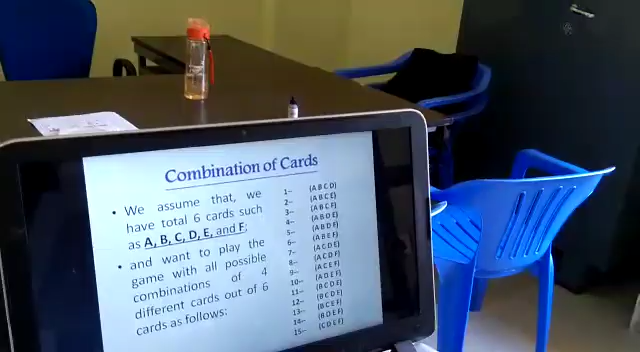 Combination of Cards
• We assume that, we
have total 6 cards such
as A, B, C, D, E, and F;
• and want to play the
game with all possible
combinations of 4
different cards out of 6
cards as follows:
1-- (A B C D)
2-- (A B C E)
3-- (A B C F)
4-- (A B D E)
5-- (A B D F)
6-- (A B E F)
7-- (A C D E)
8-- (A C D F)
9-- (A C E F)
10-- (A D E F)
11-- (B C D E)
12-- (B C D F)
13-- (B C E F)
14-- (B D E F)
15-- (C D E F)